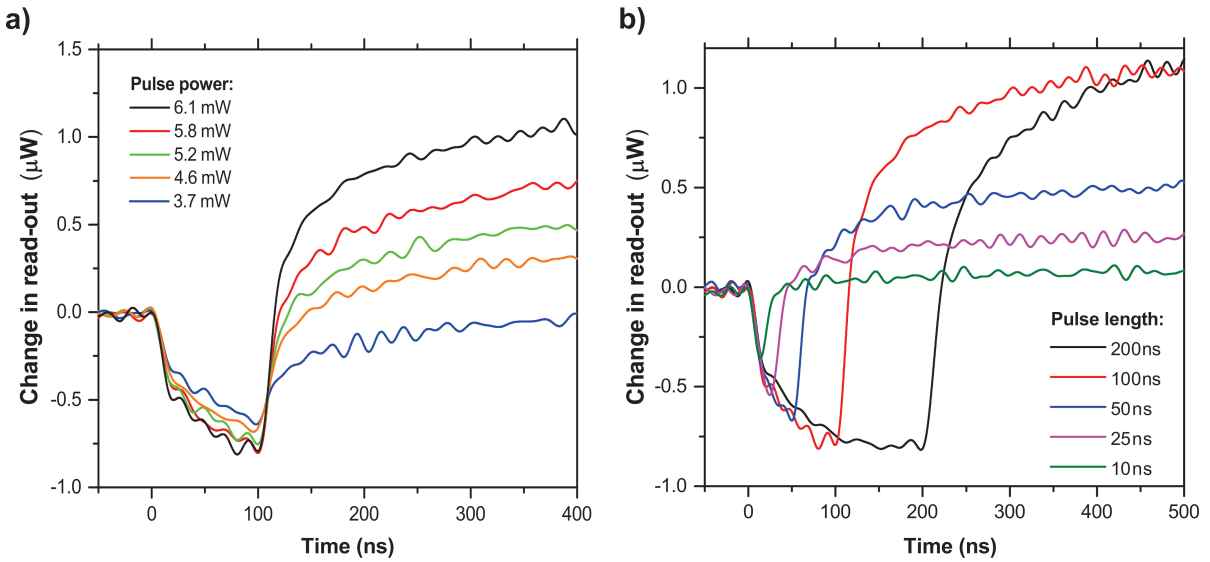 a)
1.5
1.0
0.5
0.0
-0.5
-1.0
Change in read-out (μW)
Pulse power:
6.1 mW
5.8 mW
5.2 mW
4.6 mW
3.7 mW
0 100 200 300 400
Time (ns)
b)
1.0
0.5
0.0
-0.5
-1.0
Change in read-out (μW)
Pulse length:
200ns
100ns
50ns
25ns
10ns
0 100 200 300 400 500
Time (ns)